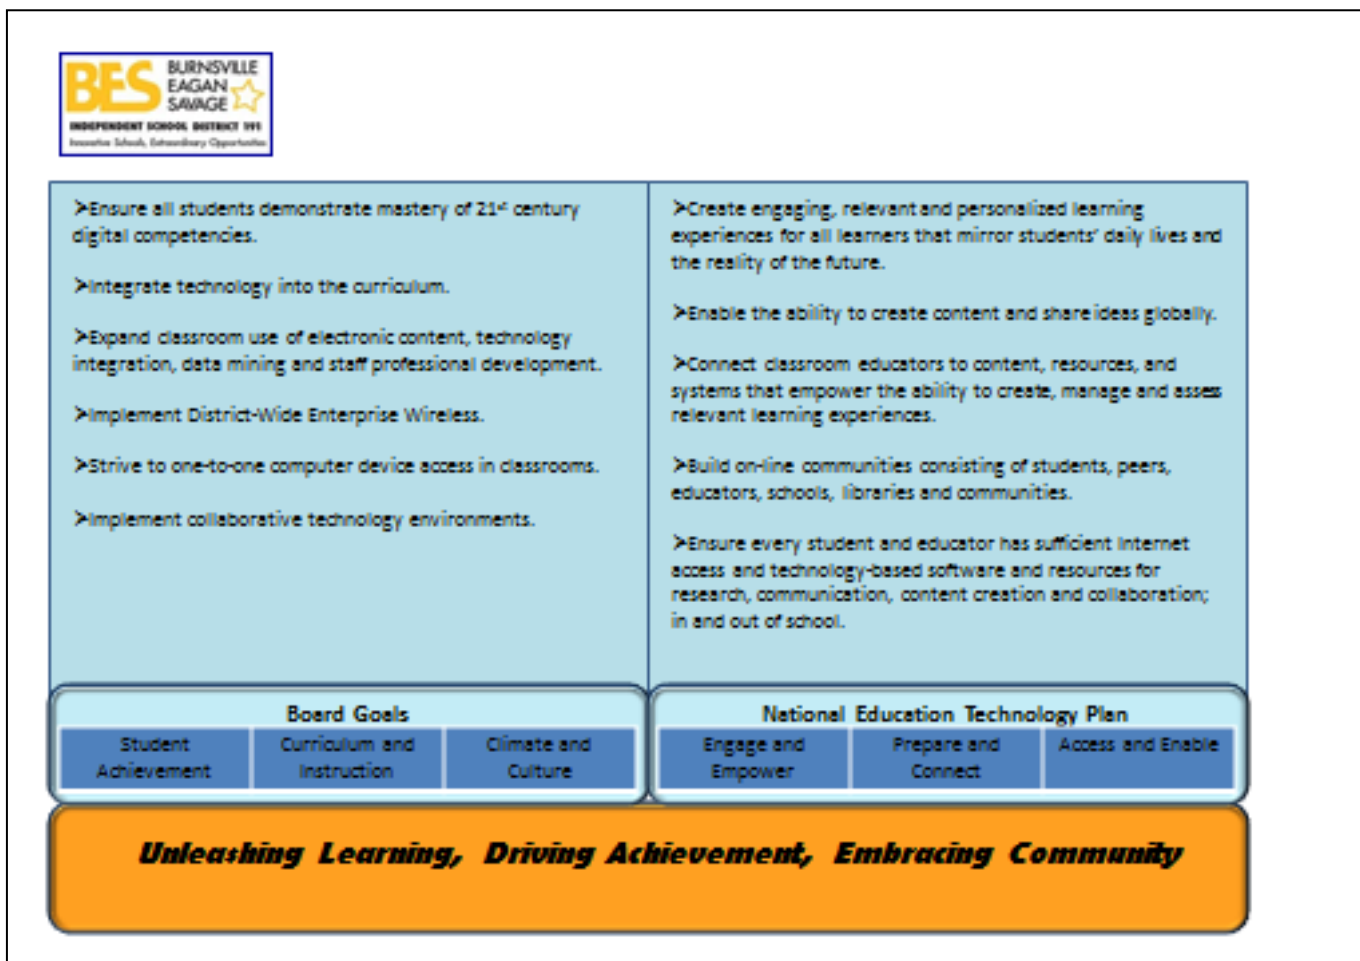 BES BURNSVILLE
EAGAN
SAVAGE
INDEPENDENT SCHOOL DISTRICT 191
Innovative Schools, Extraordinary Opportunities
➢Ensure all students demonstrate mastery of 21st century
digital competencies.
➢Integrate technology into the curriculum.
➢Expand classroom use of electronic content, technology
integration, data mining and staff professional development.
➢Implement District-Wide Enterprise Wireless.
➢Strive to one-to-one computer device access in classrooms.
➢Implement collaborative technology environments.
➢Create engaging, relevant and personalized learning
experiences for all learners that mirror students' daily lives and
the reality of the future.
➢Enable the ability to create content and share ideas globally.
➢Connect classroom educators to content, resources, and
systems that empower the ability to create, manage and assess
relevant learning experiences.
➢Build on-line communities consisting of students, peers,
educators, schools, libraries and communities.
➢Ensure every student and educator has sufficient Internet
access and technology-based software and resources for
research, communication, content creation and collaboration;
in and out of school.
Board Goals
Student
Achievement
Curriculum and
Instruction
Climate and
Culture
National Education Technology Plan
Engage and
Empower
Prepare and
Connect
Access and Enable
Unleashing Learning, Driving Achievement, Embracing Community